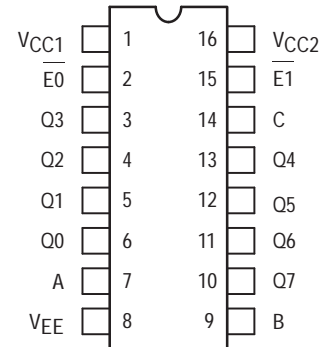 VCC1 1 16 VCC2
E0 2 15 E1
Q3 3 14 C
Q2 4 13 Q4
Q1 5 12 Q5
Q0 6 11 Q6
A 7 10 Q7
VEE 8 9 B